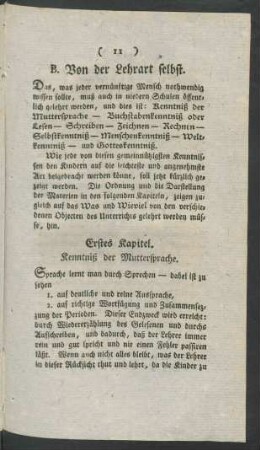 ( 11 )
B. Von der Lehrart selbst.
Das, was jeder vernünftige Mensch nothwendig
wissen sollte, muß auch in niedern Schulen öffent-
lich gelehrt werden, und dies ist: Kenntniß der
Muttersprache — Buchstabenkenntniß oder
Lesen — Schreiben — Zeichnen — Rechnen —
Selbstkenntniß — Menschenkenntniß — Welt-
kenntniß — und Gotteskenntniß.
Wie jede von diesen gemeinnützigsten Kenntnis-
sen den Kindern auf die leichteste und angenehmste
Art beygebracht werden könne, soll jetzt kürzlich ge-
zeiget werden. Die Ordnung und die Darstellung
der Materien in den folgenden Kapiteln, zeigen zu-
gleich auf das Was und Wieviel von den verschie-
denen Objecten des Unterrichts gelehret werden müs-
se, hin.
Erstes Kapitel.
Kenntniß der Muttersprache.
Sprache lernt man durch Sprechen — dabei ist zu
sehen
1. auf deutliche und reine Aussprache,
2. auf richtige Wortfügung und Zusammenset-
zung der Perioden. Dieser Endzweck wird erreicht:
durch Wiedererzählung des Gelesenen und durchs
Aufschreiben, und dadurch, daß der Lehrer immer
rein und gut spricht und nie einen Fehler passiren
läßt. Wenn auch nicht alles bleibt, was der Lehrer
in dieser Rücksicht thut und lehrt, ja die Kinder zu